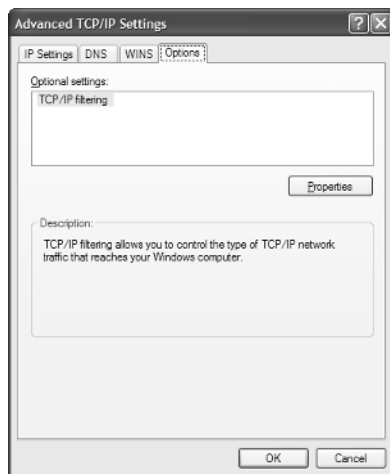 Advanced TCP/IP Settings
IP Settings DNS WINS Options
Optional settings:
TCP/IP filtering
Properties
Description:
TCP/IP filtering allows you to control the type of TCP/IP network
traffic that reaches your Windows computer.
OK Cancel